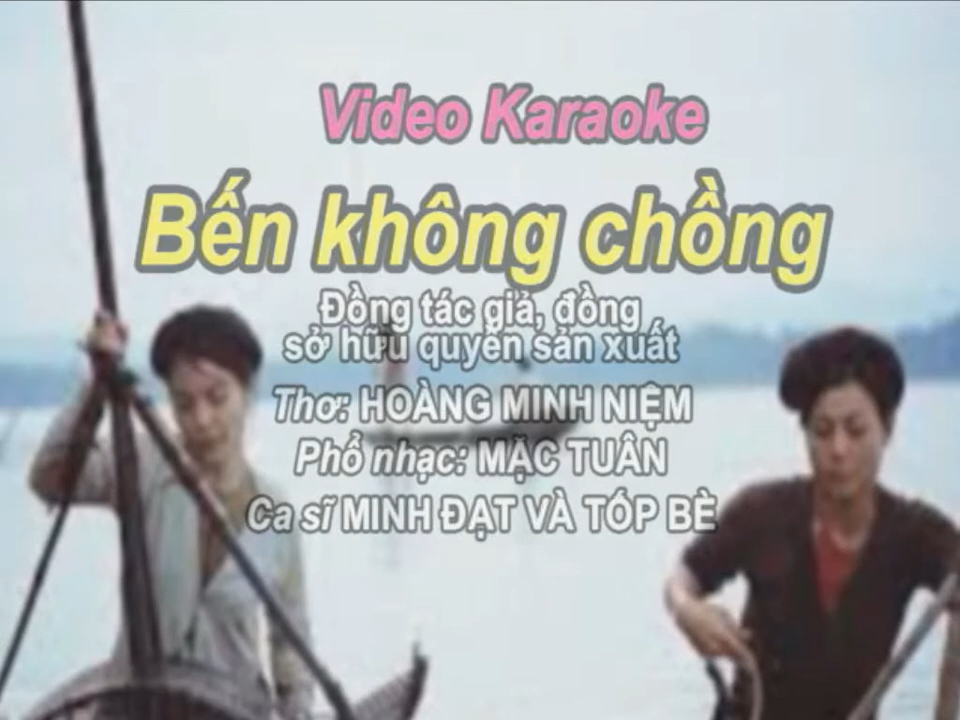 Video Karaoke
Bến không chồng
Đồng tác giả, đồng
sở hữu quyền sản xuất
Thơ: HOÀNG MINH NIỆM
Phổ nhạc: MẶC TUÂN
Ca sĩ MINH ĐẠT VÀ TỐP BÈ